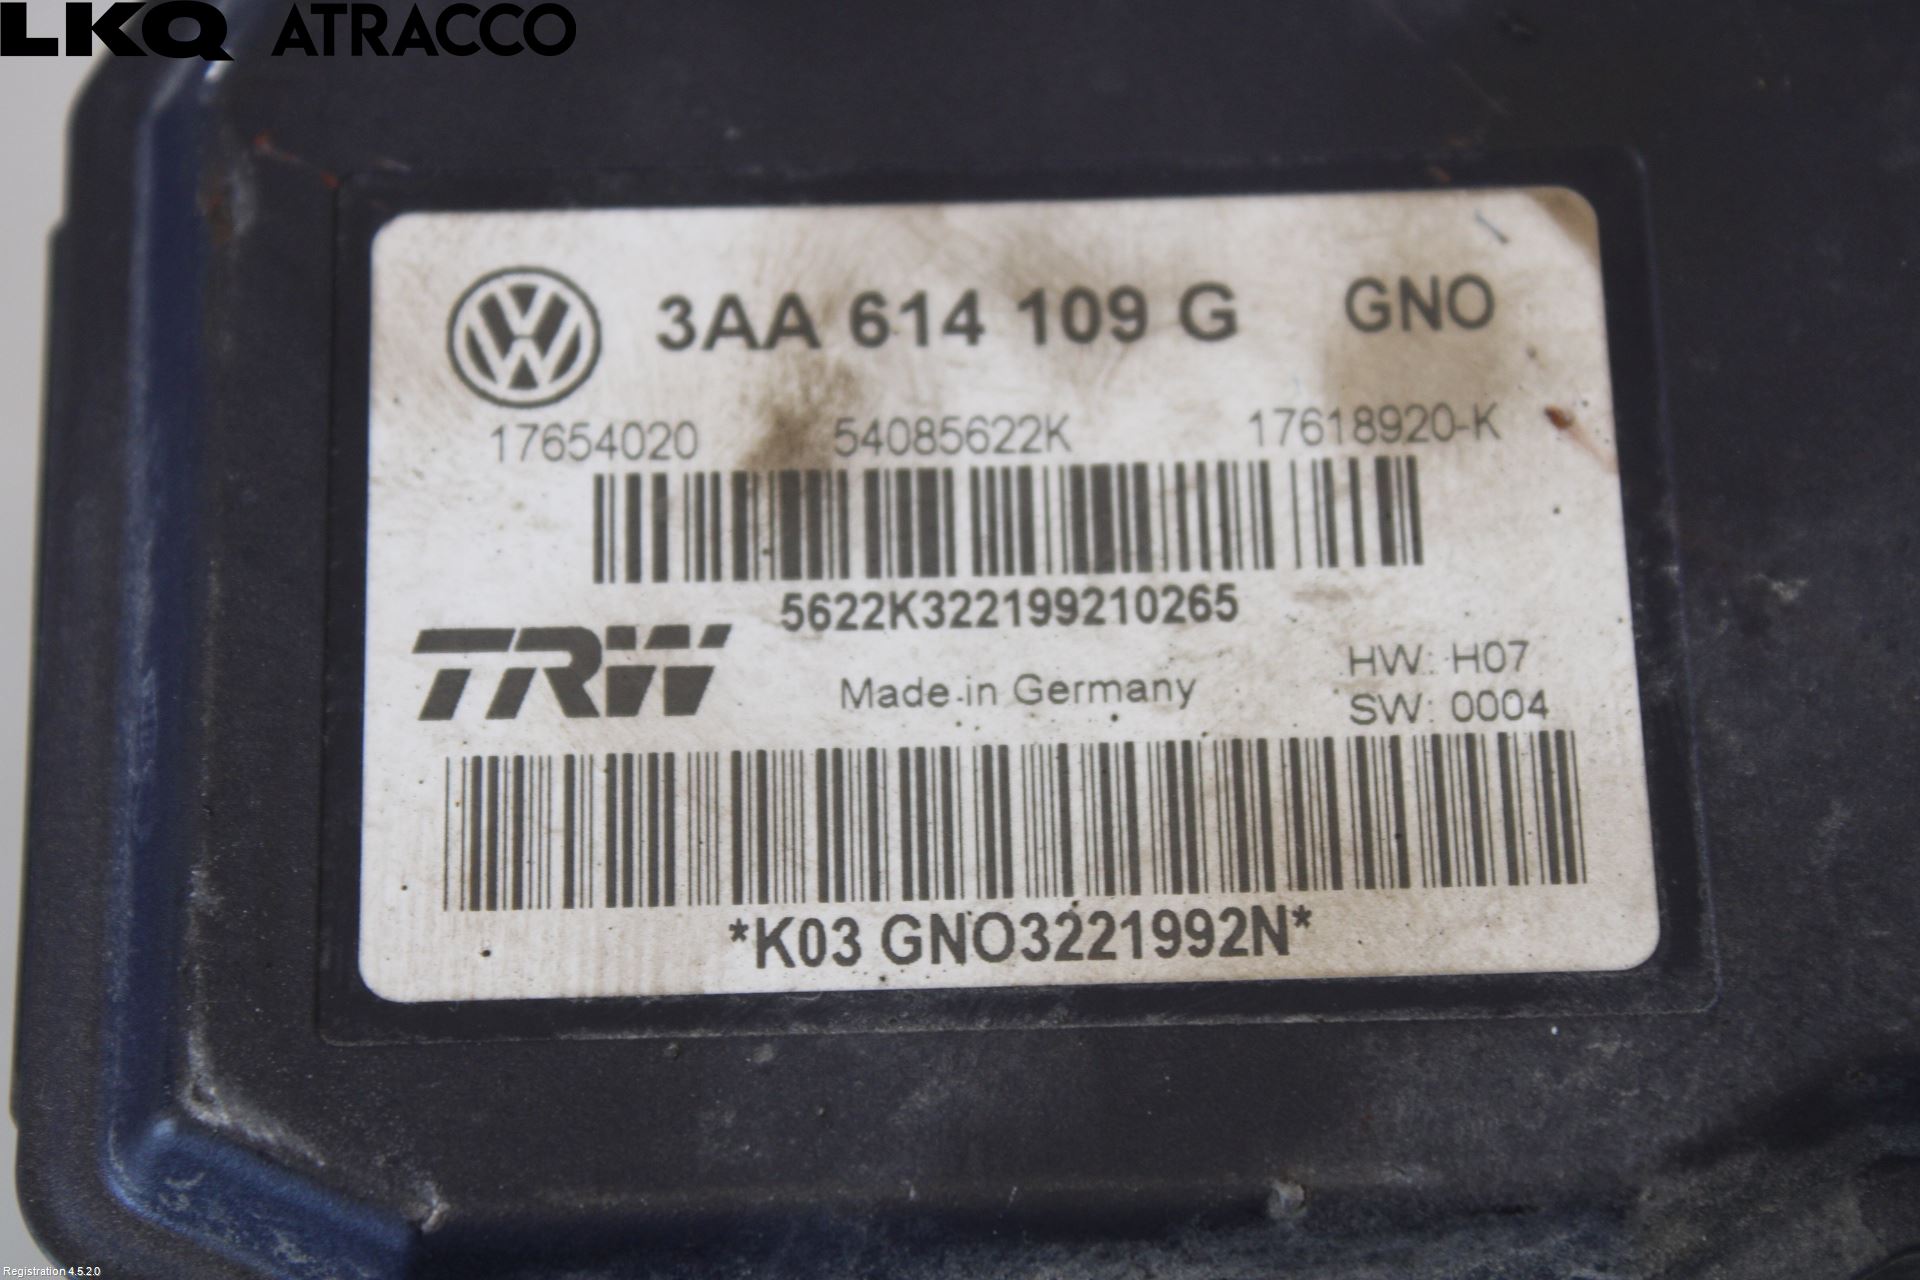 LKQ ATRACCO
3AA 614 109 G GNO
17654020 54085622K 17618920-K
5622K322199210265
TRW
Made in Germany
HW: H07
SW: 0004
*K03 GNO3221992N*
Registration 4.5.2.0